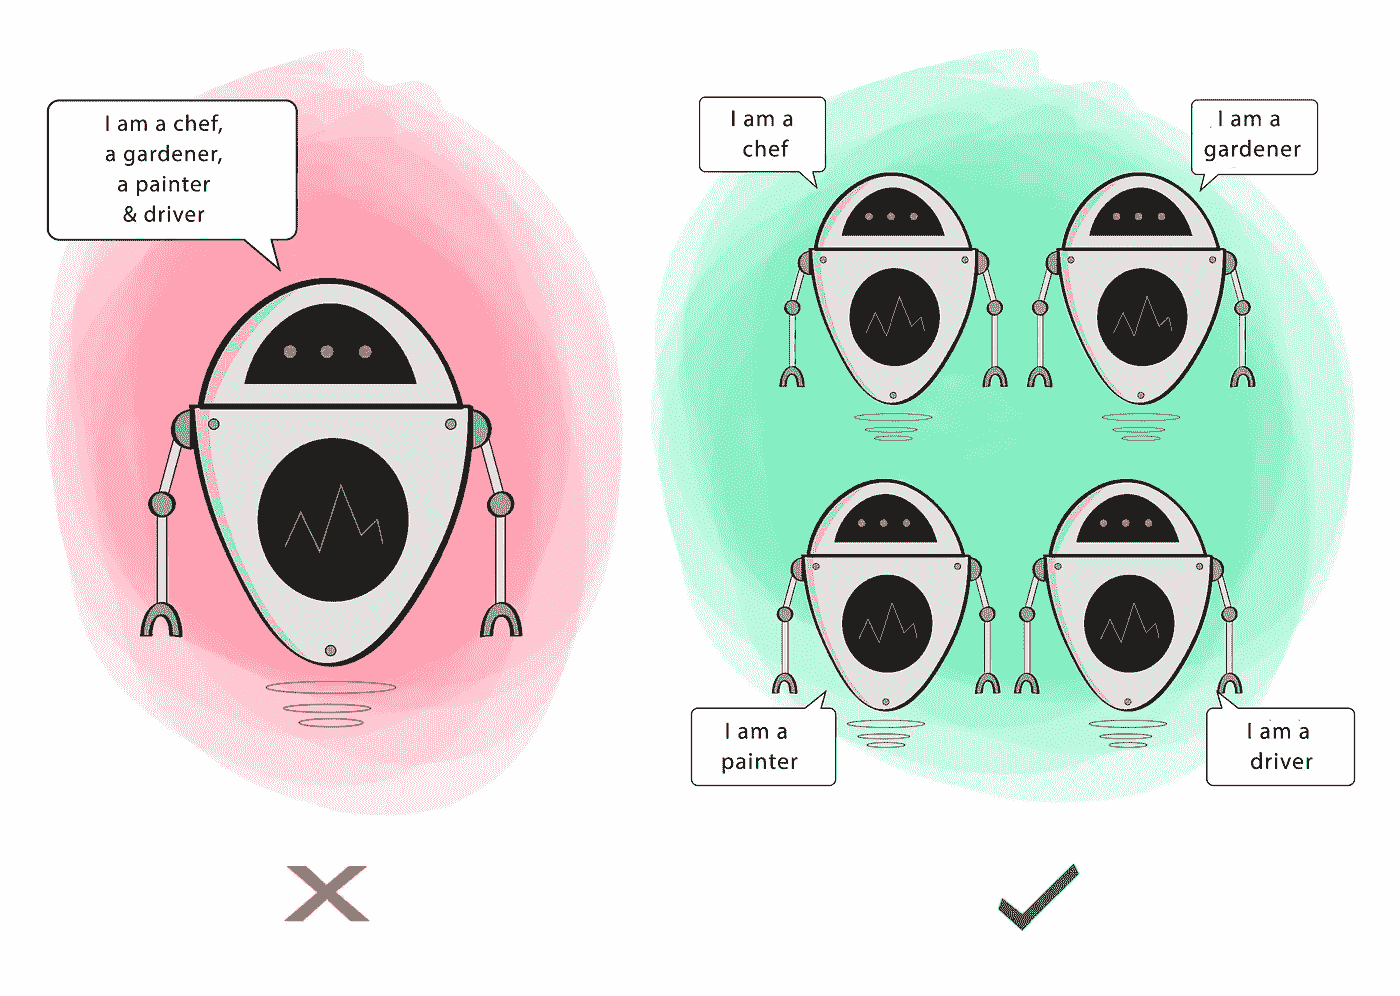 I am a chef,
a gardener,
a painter
& driver
I am a
chef
I am a
gardener
I am a
painter
I am a
driver